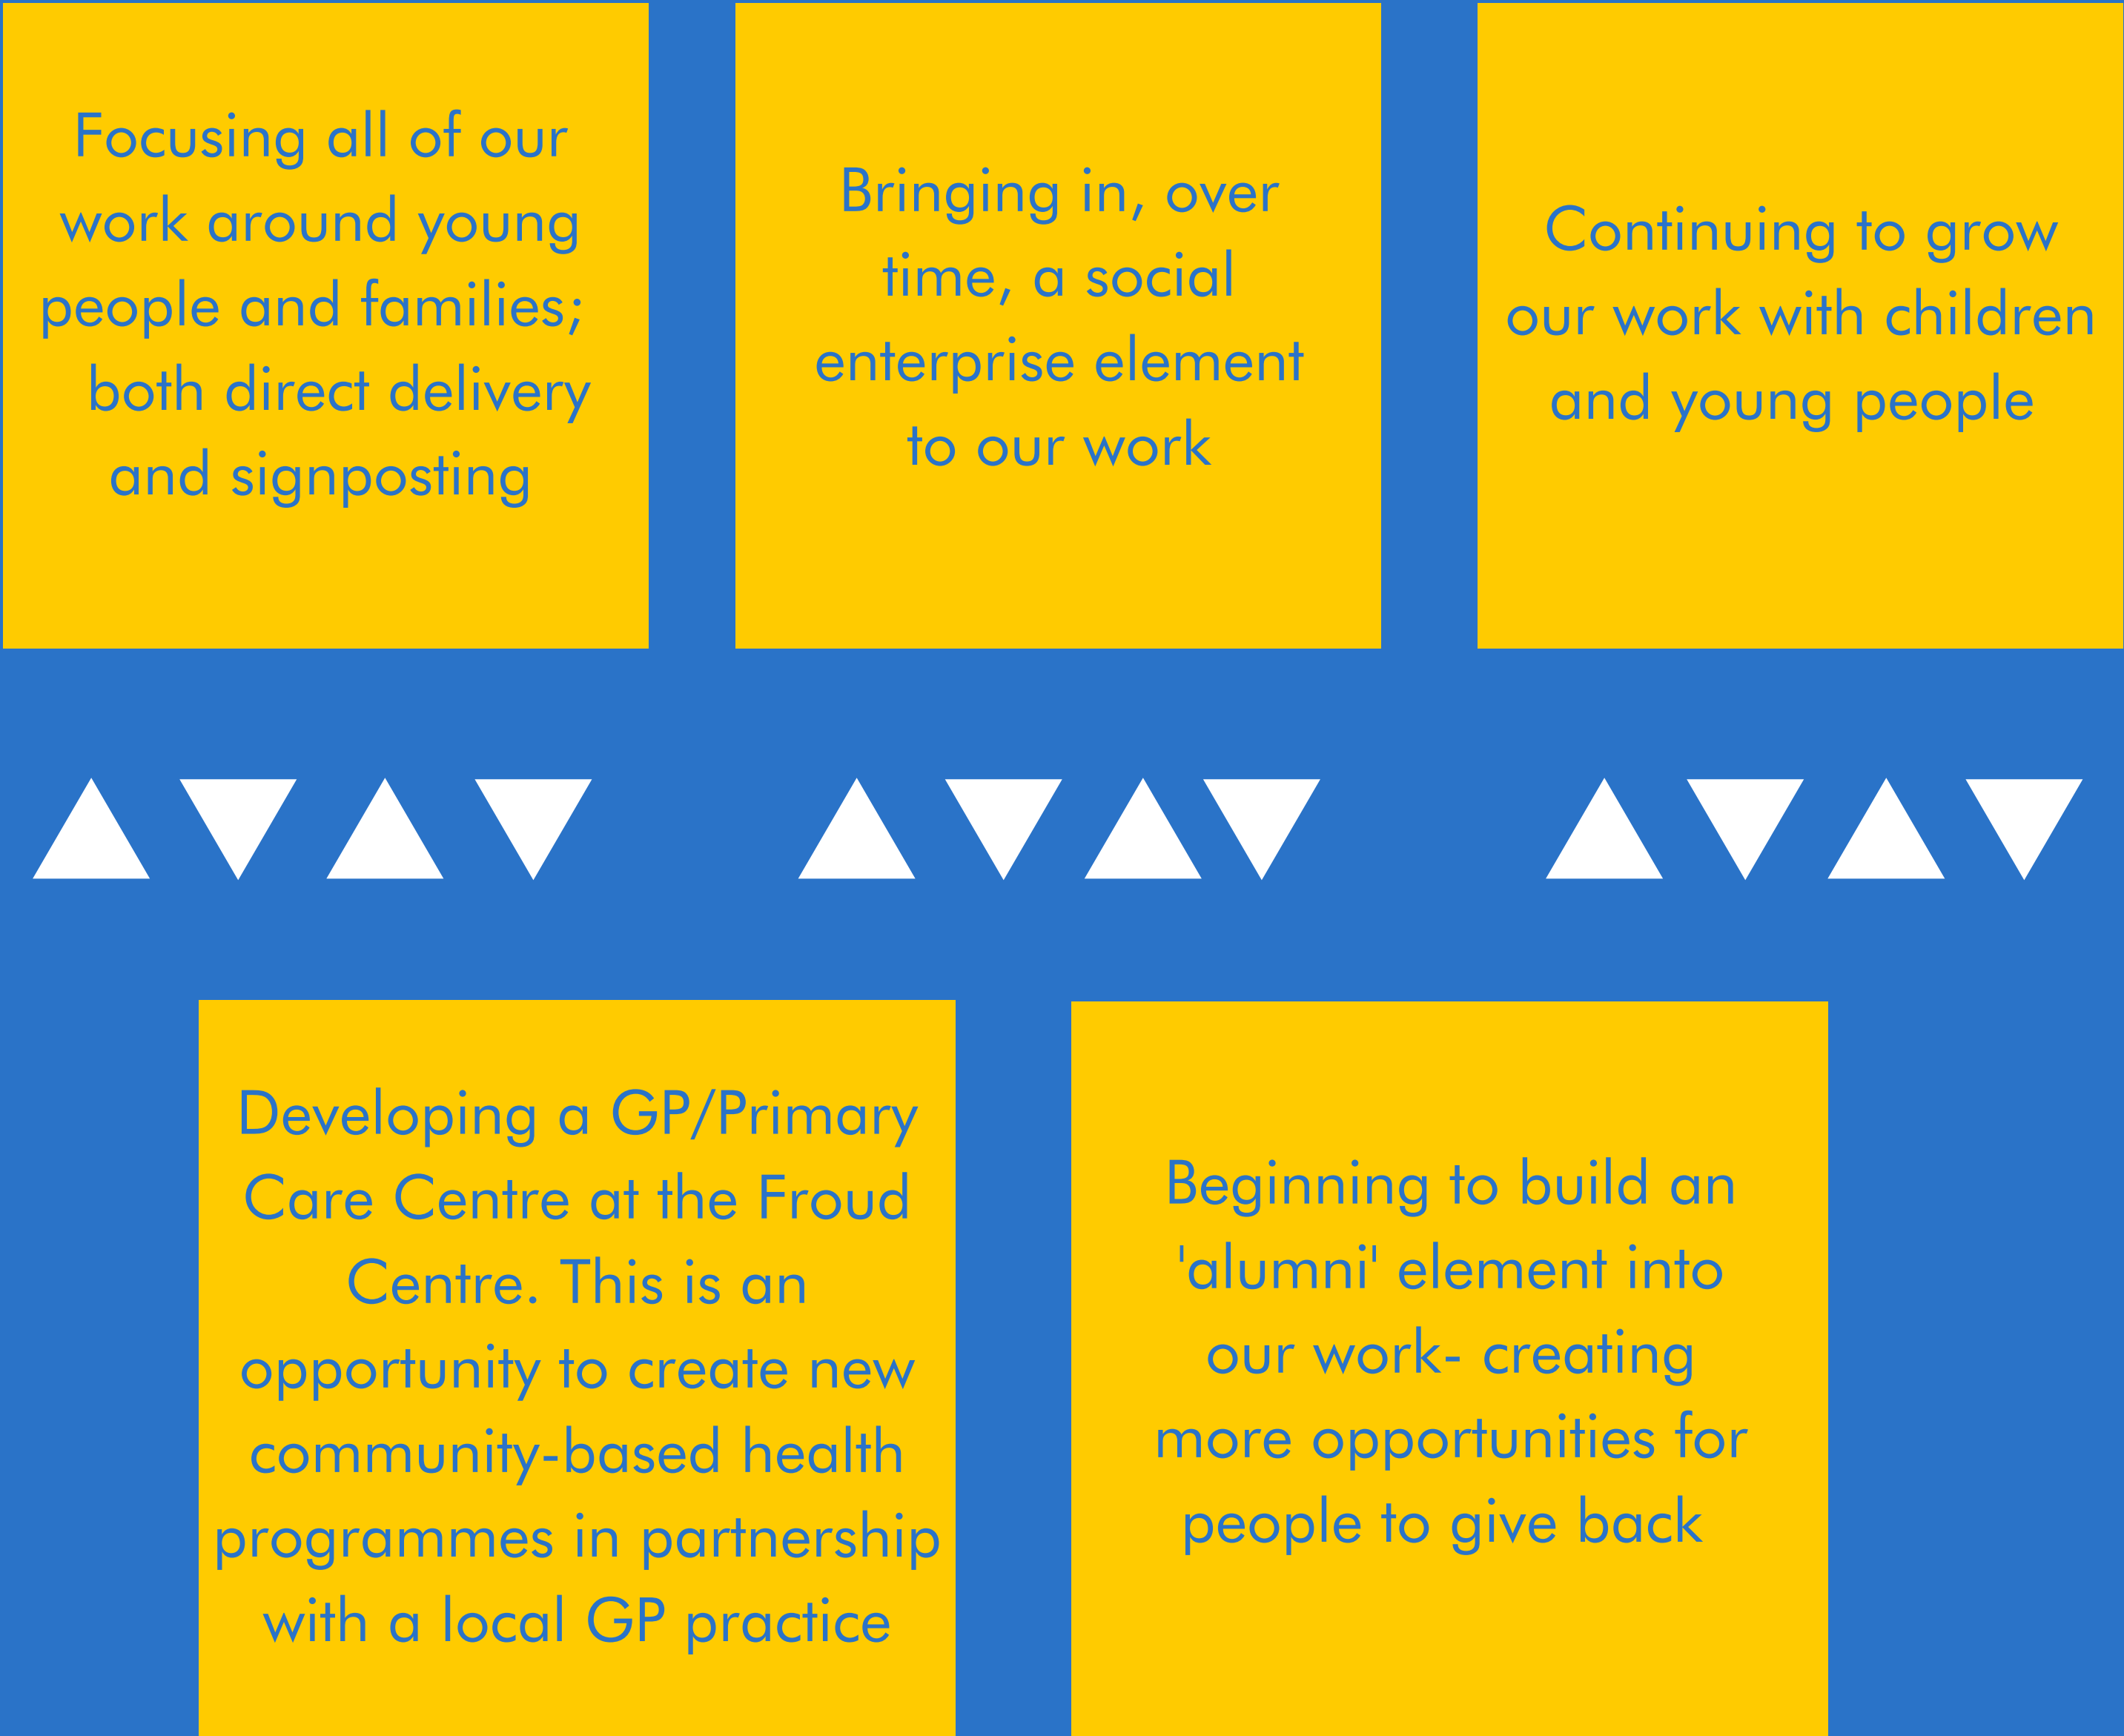 Focusing all of our
work around young
people and families;
both direct delivery
and signposting
Bringing in, over
time, a social
enterprise element
to our work
Continuing to grow
our work with children
and young people
Developing a GP/Primary
Care Centre at the Froud
Centre. This is an
opportunity to create new
community-based health
programmes in partnership
with a local GP practice
Beginning to build an
'alumni' element into
our work- creating
more opportunities for
people to give back